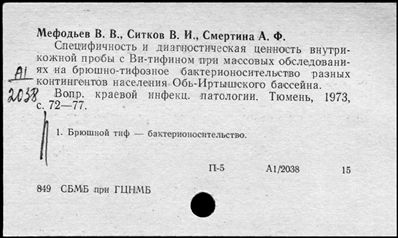 Мефодьев В. В., Ситков В. И., Смертина А. Ф.
Специфичность и диагностическая ценность внутри-
кожной пробы с Ви-тифином при массовых обследовани-
ях на брюшно-тифозное бактерионосительство разных
контингентов населения Обь-Иртышского бассейна.
Вопр. краевой инфекц. патологии. Тюмень, 1973,
с. 72—77.
А1
2038
1. Брюшной тиф — бактерионосительство.
П-5 А1/2038 15
849 СБМБ при ГЦНМБ